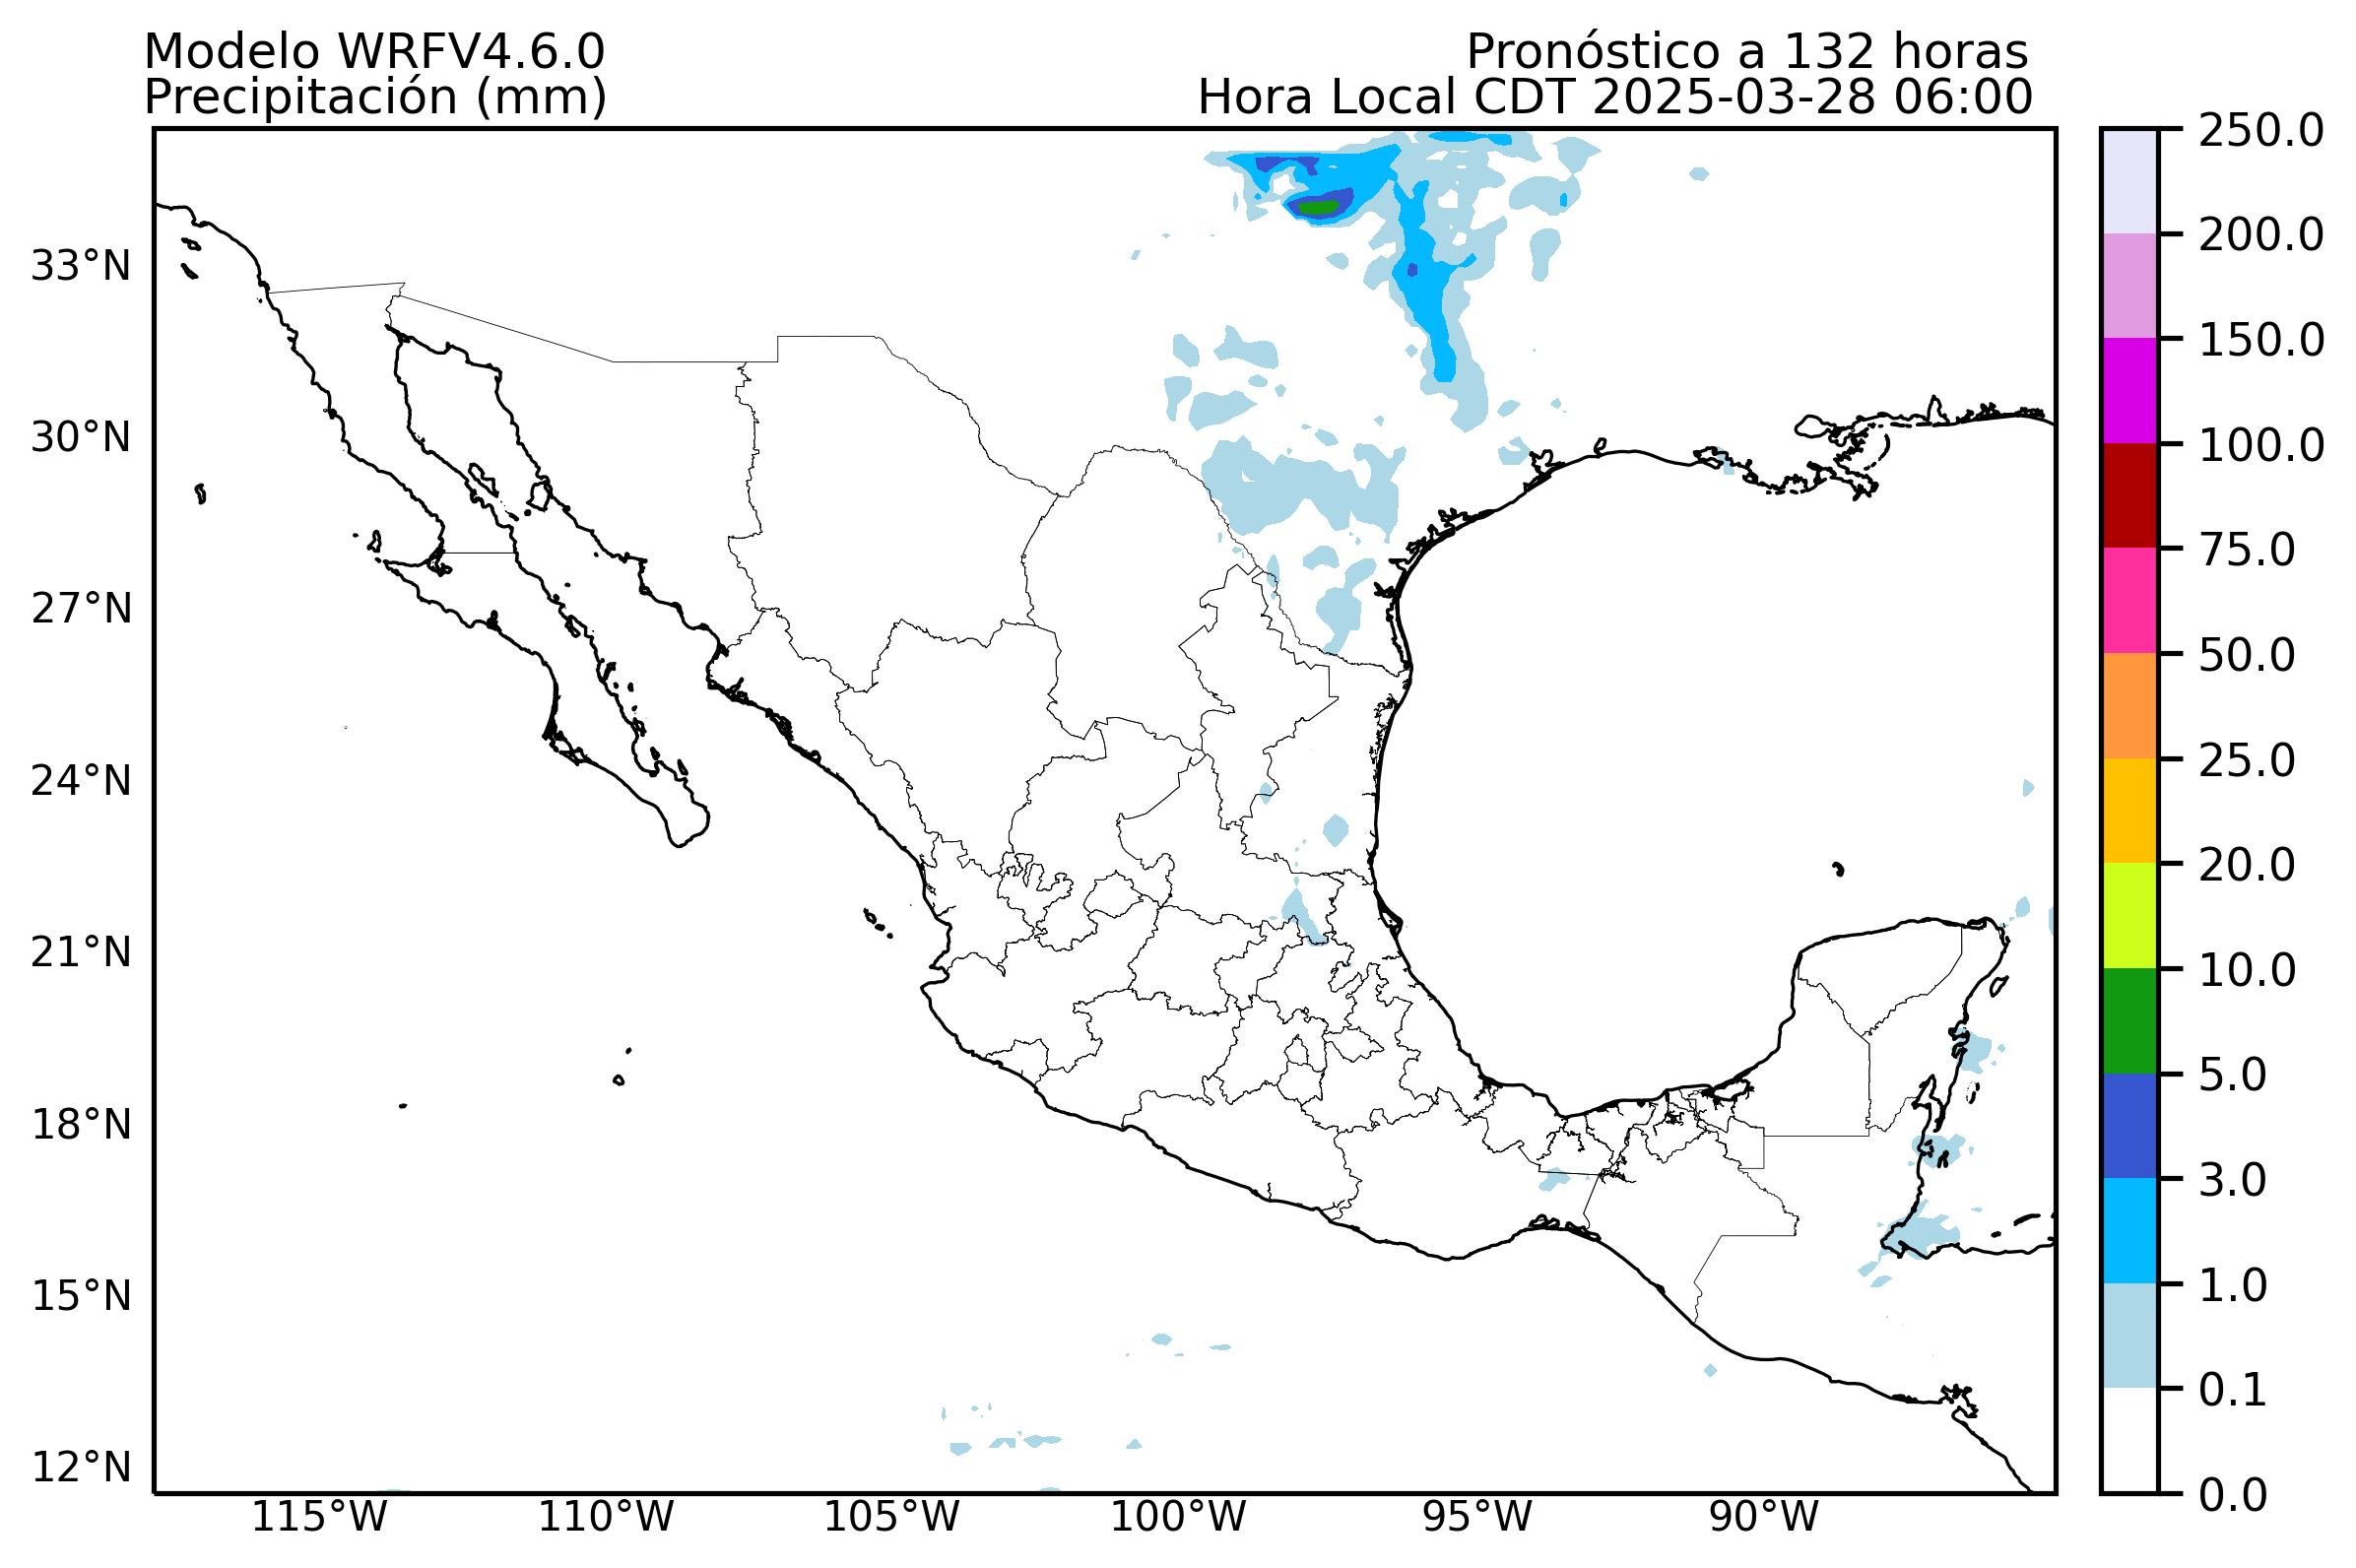 Modelo WRFV4.6.0
Precipitación (mm)
Pronóstico a 132 horas
Hora Local CDT 2025-03-28 06:00
33°N
30°N
27°N
24°N
21°N
18°N
15°N
12°N
115°W
110°W
105°W
100°W
95°W
90°W
250.0
200.0
150.0
100.0
75.0
50.0
25.0
20.0
10.0
5.0
3.0
1.0
0.1
0.0